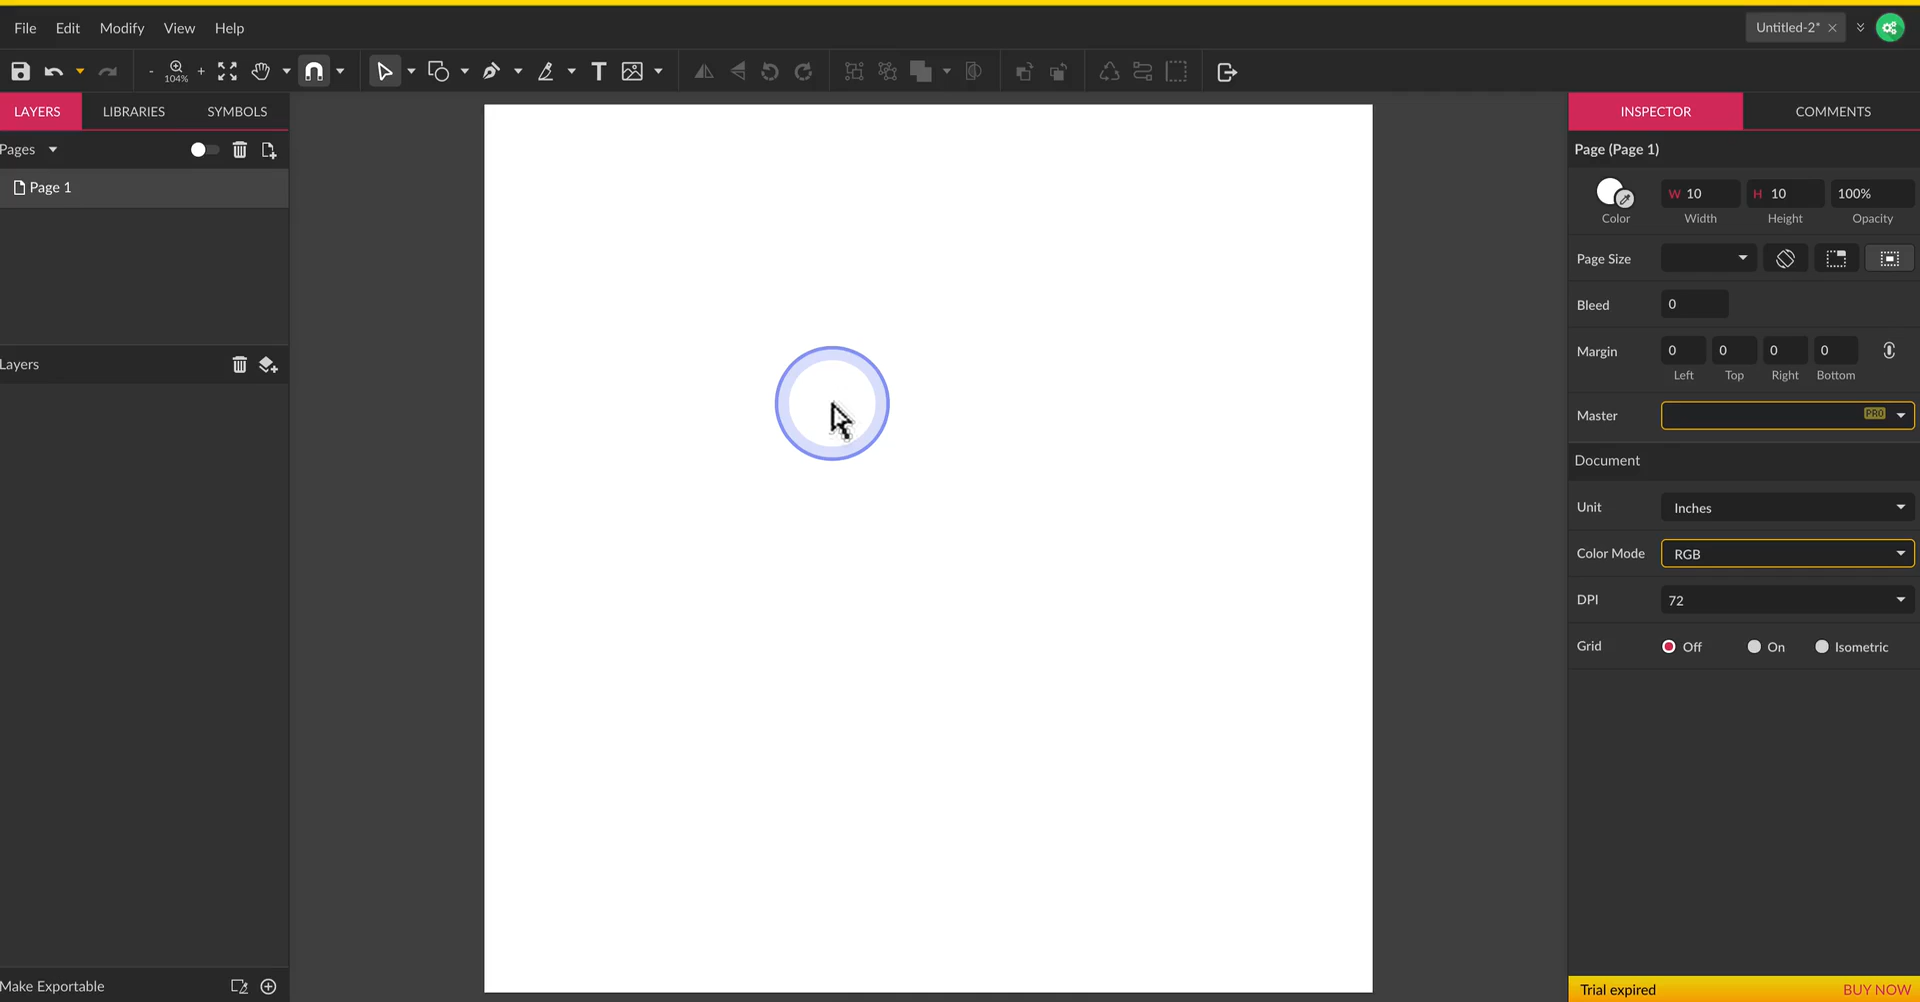 File Edit Modify View Help
Untitled-2*
- 104% +
LAYERS LIBRARIES SYMBOLS
INSPECTOR COMMENTS
Pages
Page (Page 1)
Page 1
W 10 H 10 100%
Color Width Height Opacity
Page Size
Bleed 0
Layers
Margin 0 0 0 0
Left Top Right Bottom
Master PRO
Document
Unit Inches
Color Mode RGB
DPI 72
Grid Off On Isometric
Make Exportable
Trial expired BUY NOW